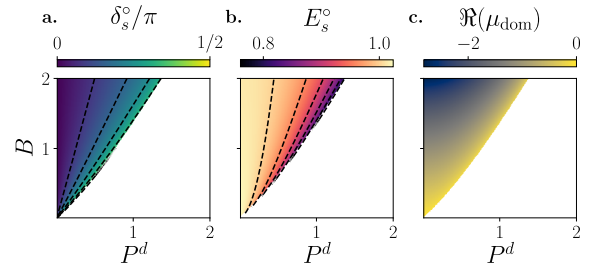 a. δ_s°/π b. E_s° c. ℜ(μ_dom)
0 1/2 0.8 1.0 −2 0
2
1
B
1 2 1 2 1 2
P^d P^d P^d